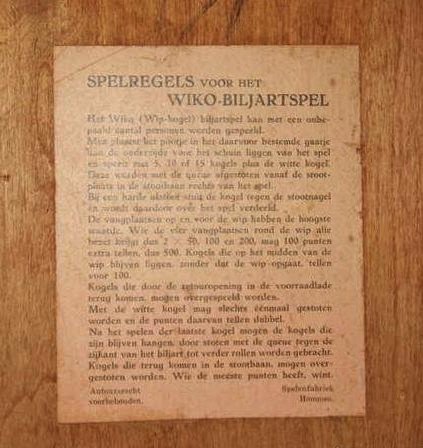 SPELREGELS VOOR HET
WIKO-BILJARTSPEL
Het Wiko (Wip-kogel) biljartspel kan met een onbe-
paald aantal personen worden gespeeld.
Men plaatst het pootje in het daarvoor bestemde gaatje
aan de onderzijde voor het schuin liggen van het spel
en speelt met 5, 10 of 15 kogels plus de witte kogel.
Deze worden met de queue afgestoten vanaf de stoot-
plaats in de stootbaan rechts van het spel.
Bij een harde afstoot stuit de kogel tegen de stootnagel
en wordt daardoor over het spel verdeeld.
De vangplaatsen op en voor de wip hebben de hoogste
waarde. Wie de vier vangplaatsen rond de wip alle
bezet krijgt dus 2 × 50, 100 en 200, mag 100 punten
extra tellen, dus 500. Kogels die op het midden van de
wip blijven liggen, zonder dat de wip opgaat, tellen
voor 100.
Kogels die door de retouropening in de voorraadlade
terug komen, mogen overgespeeld worden.
Met de witte kogel mag slechts éénmaal gestoten
worden en de punten daarvan tellen dubbel.
Na het spelen der laatste kogel mogen de kogels die
zijn blijven hangen, door stoten met de queue tegen de
zijkant van het biljart tot verder rollen worden gebracht.
Kogels die terug komen in de stootbaan, mogen over-
gestoten worden. Wie de meeste punten heeft, wint.
Auteursrecht Spellenfabriek
voorbehouden.